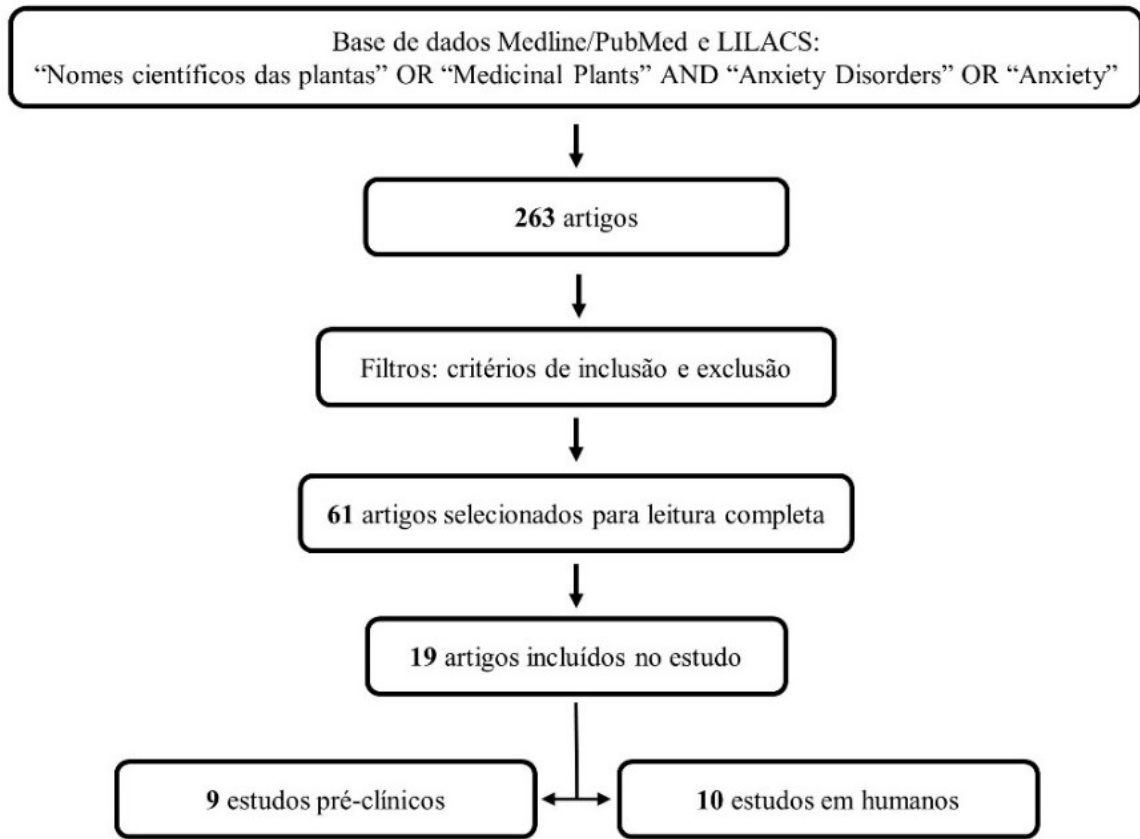 Base de dados Medline/PubMed e LILACS:
“Nomes científicos das plantas” OR “Medicinal Plants” AND “Anxiety Disorders” OR “Anxiety”
263 artigos
Filtros: critérios de inclusão e exclusão
61 artigos selecionados para leitura completa
19 artigos incluídos no estudo
9 estudos pré-clínicos
10 estudos em humanos